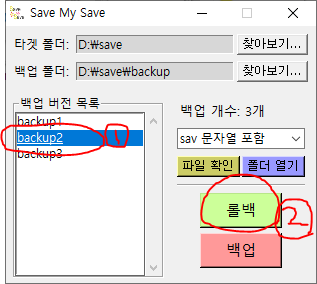 Save My Save
타겟 폴더: D:₩save 찾아보기...
백업 폴더: D:₩save₩backup 찾아보기...
백업 버전 목록
backup1
backup2 1
backup3
백업 개수: 3개
sav 문자열 포함
파일 확인 폴더 열기
롤백 2
백업